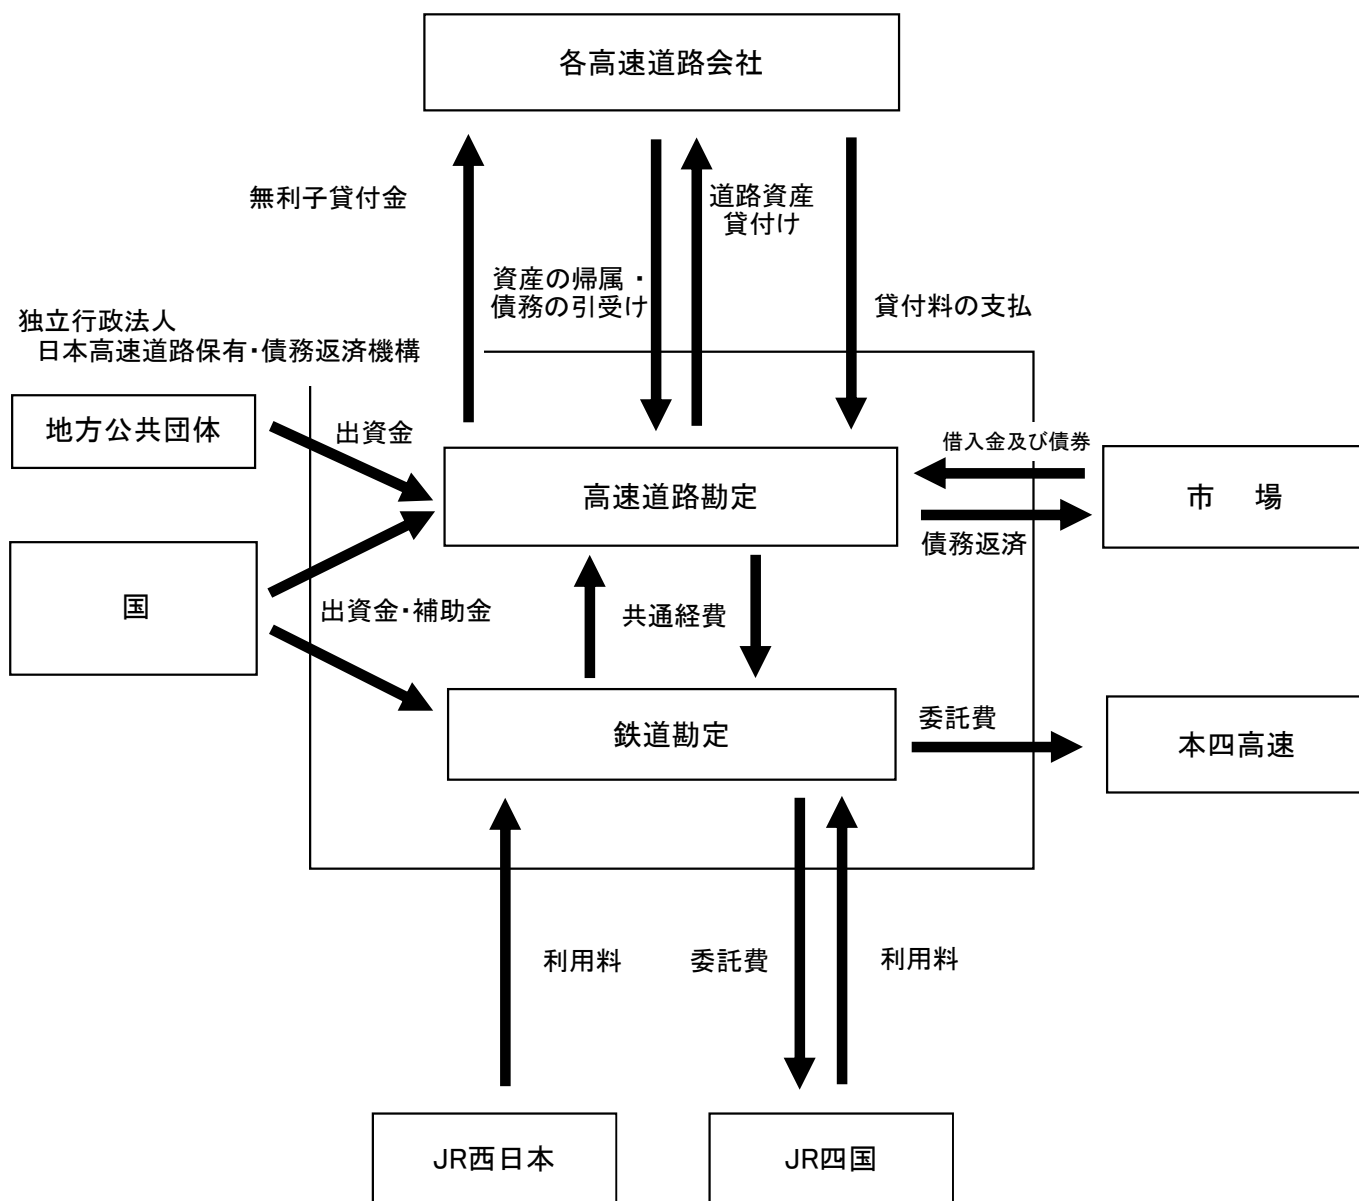 各高速道路会社
無利子貸付金
道路資産
貸付け
資産の帰属・
債務の引受け
貸付料の支払
独立行政法人
日本高速道路保有・債務返済機構
地方公共団体
出資金
借入金及び債券
高速道路勘定
市　場
債務返済
国
出資金・補助金
共通経費
鉄道勘定
委託費
本四高速
利用料
委託費
利用料
JR西日本
JR四国